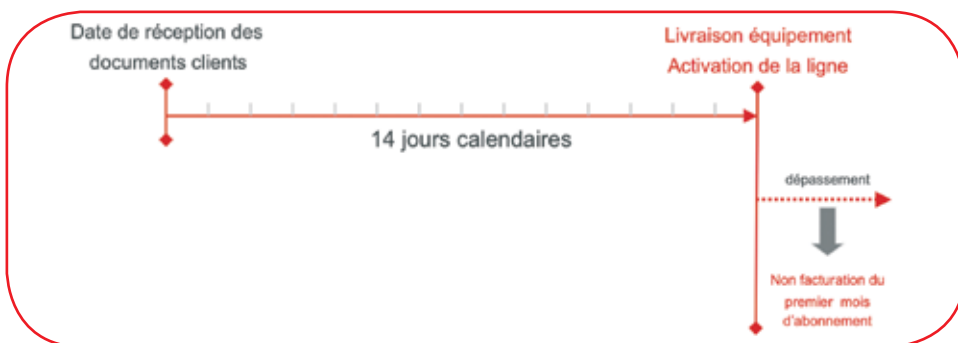 Date de réception des
documents clients
Livraison équipement
Activation de la ligne
14 jours calendaires
dépassement
Non facturation du
premier mois
d'abonnement